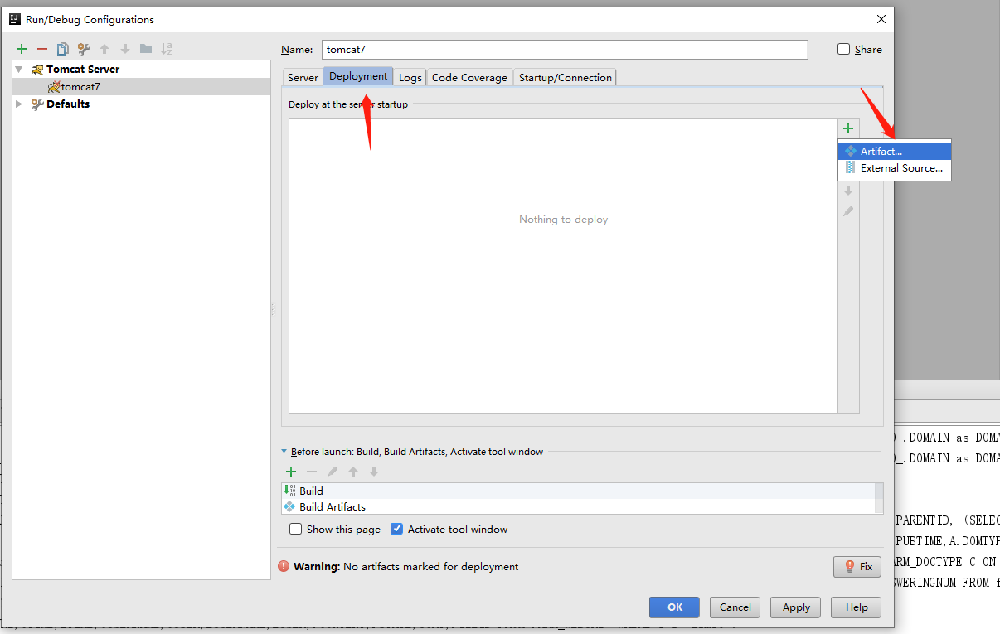 Run/Debug Configurations
Tomcat Server
tomcat7
Defaults
Name: tomcat7
Share
Server Deployment Logs Code Coverage Startup/Connection
Deploy at the server startup
Artifact...
External Source...
Nothing to deploy
Before launch: Build, Build Artifacts, Activate tool window
Build
Build Artifacts
Show this page Activate tool window
Warning: No artifacts marked for deployment
Fix
OK Cancel Apply Help
_.DOMAIN as DOMA
_.DOMAIN as DOMA
PARENTID, (SELEC
PUBTIME,A.DOMTYP
ARM_DOCTYPE C ON
SWERINGNUM FROM f